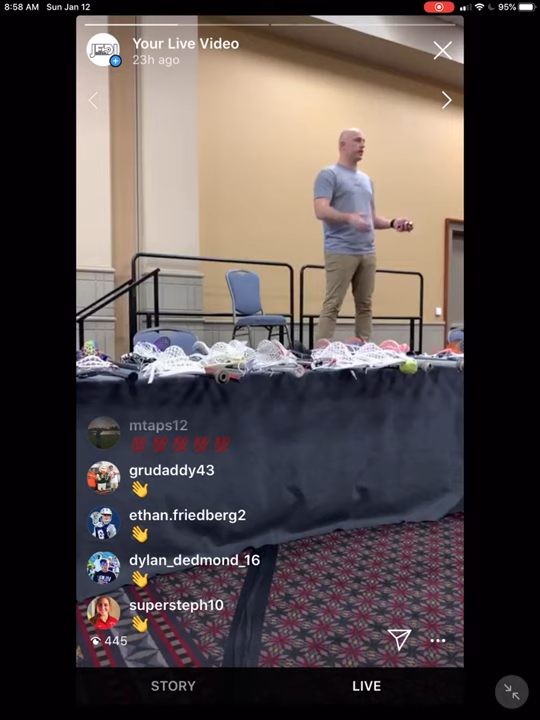 8:58 AM Sun Jan 12
95%
JEDI
Your Live Video
23h ago
mtaps12
💯 💯 💯 💯 💯
grudaddy43
👋
ethan.friedberg2
👋
dylan_dedmond_16
👋
supersteph10
👋
445
STORY
LIVE